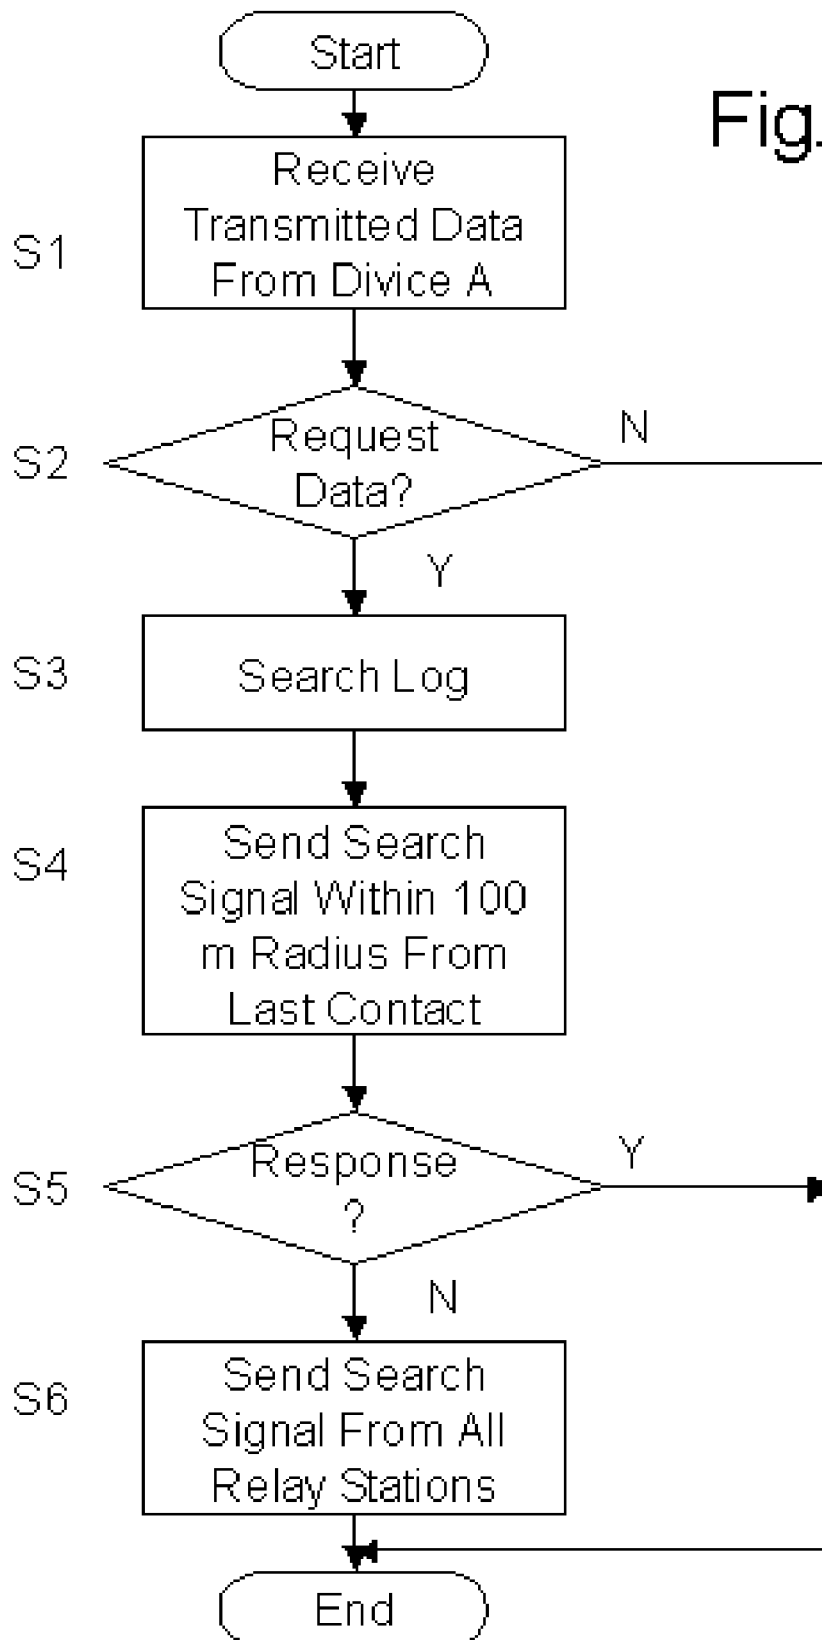 Start
Fig.
S1
Receive
Transmitted Data
From Divice A
S2
Request
Data?
N
Y
S3
Search Log
S4
Send Search
Signal Within 100
m Radius From
Last Contact
S5
Response
?
Y
N
S6
Send Search
Signal From All
Relay Stations
End